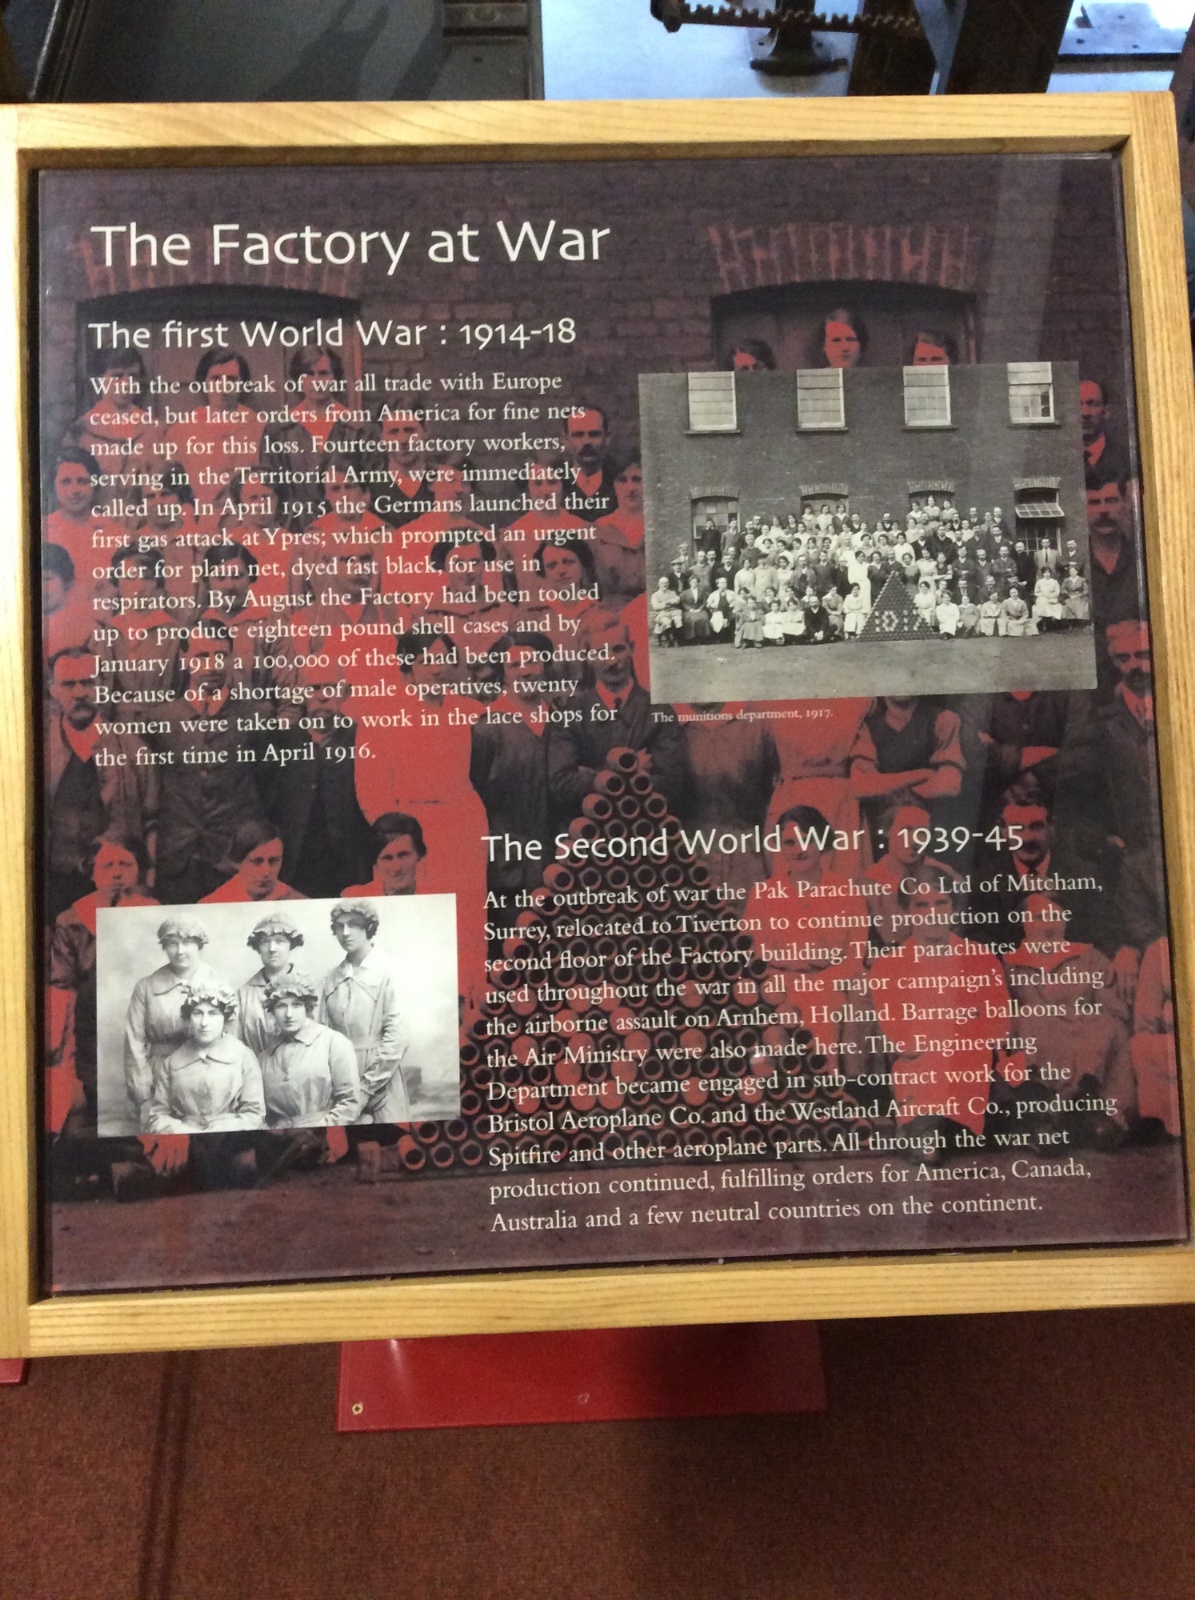 The Factory at War
The first World War : 1914-18
With the outbreak of war all trade with Europe
ceased, but later orders from America for fine nets
made up for this loss. Fourteen factory workers,
serving in the Territorial Army, were immediately
called up. In April 1915 the Germans launched their
first gas attack at Ypres; which prompted an urgent
order for plain net, dyed fast black, for use in
respirators. By August the Factory had been tooled
up to produce eighteen pound shell cases and by
January 1918 a 100,000 of these had been produced.
Because of a shortage of male operatives, twenty
women were taken on to work in the lace shops for
the first time in April 1916.
The munitions department, 1917.
The Second World War : 1939-45
At the outbreak of war the Pak Parachute Co Ltd of Mitcham,
Surrey, relocated to Tiverton to continue production on the
second floor of the Factory building. Their parachutes were
used throughout the war in all the major campaign's including
the airborne assault on Arnhem, Holland. Barrage balloons for
the Air Ministry were also made here. The Engineering
Department became engaged in sub-contract work for the
Bristol Aeroplane Co. and the Westland Aircraft Co., producing
Spitfire and other aeroplane parts. All through the war net
production continued, fulfilling orders for America, Canada,
Australia and a few neutral countries on the continent.